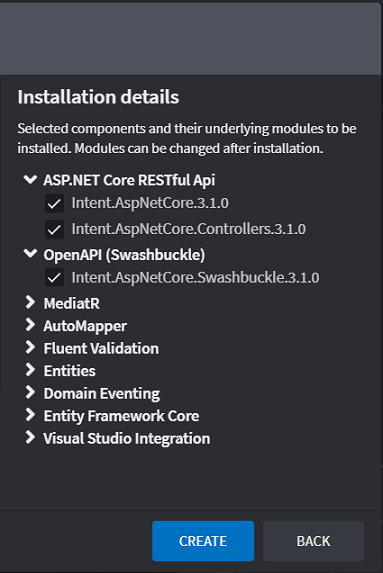 Installation details
Selected components and their underlying modules to be
installed. Modules can be changed after installation.
ASP.NET Core RESTful Api
Intent.AspNetCore.3.1.0
Intent.AspNetCore.Controllers.3.1.0
OpenAPI (Swashbuckle)
Intent.AspNetCore.Swashbuckle.3.1.0
MediatR
AutoMapper
Fluent Validation
Entities
Domain Eventing
Entity Framework Core
Visual Studio Integration
CREATE
BACK